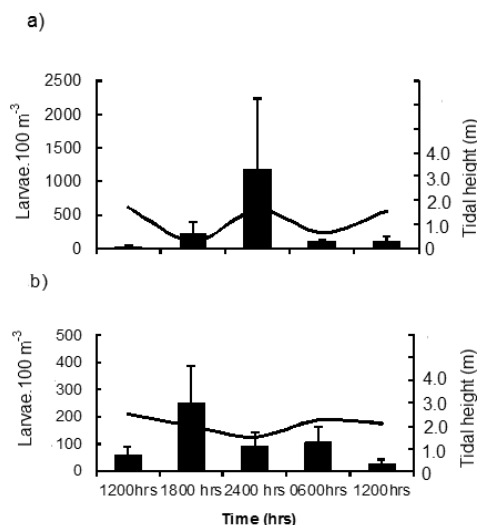 a)
Larvae.100 m⁻³
2500
2000
1500
1000
500
0
4.0
3.0
2.0
1.0
0
Tidal height (m)
b)
Larvae.100 m⁻³
500
400
300
200
100
0
4.0
3.0
2.0
1.0
0
Tidal height (m)
1200hrs 1800 hrs 2400 hrs 0600hrs 1200hrs
Time (hrs)